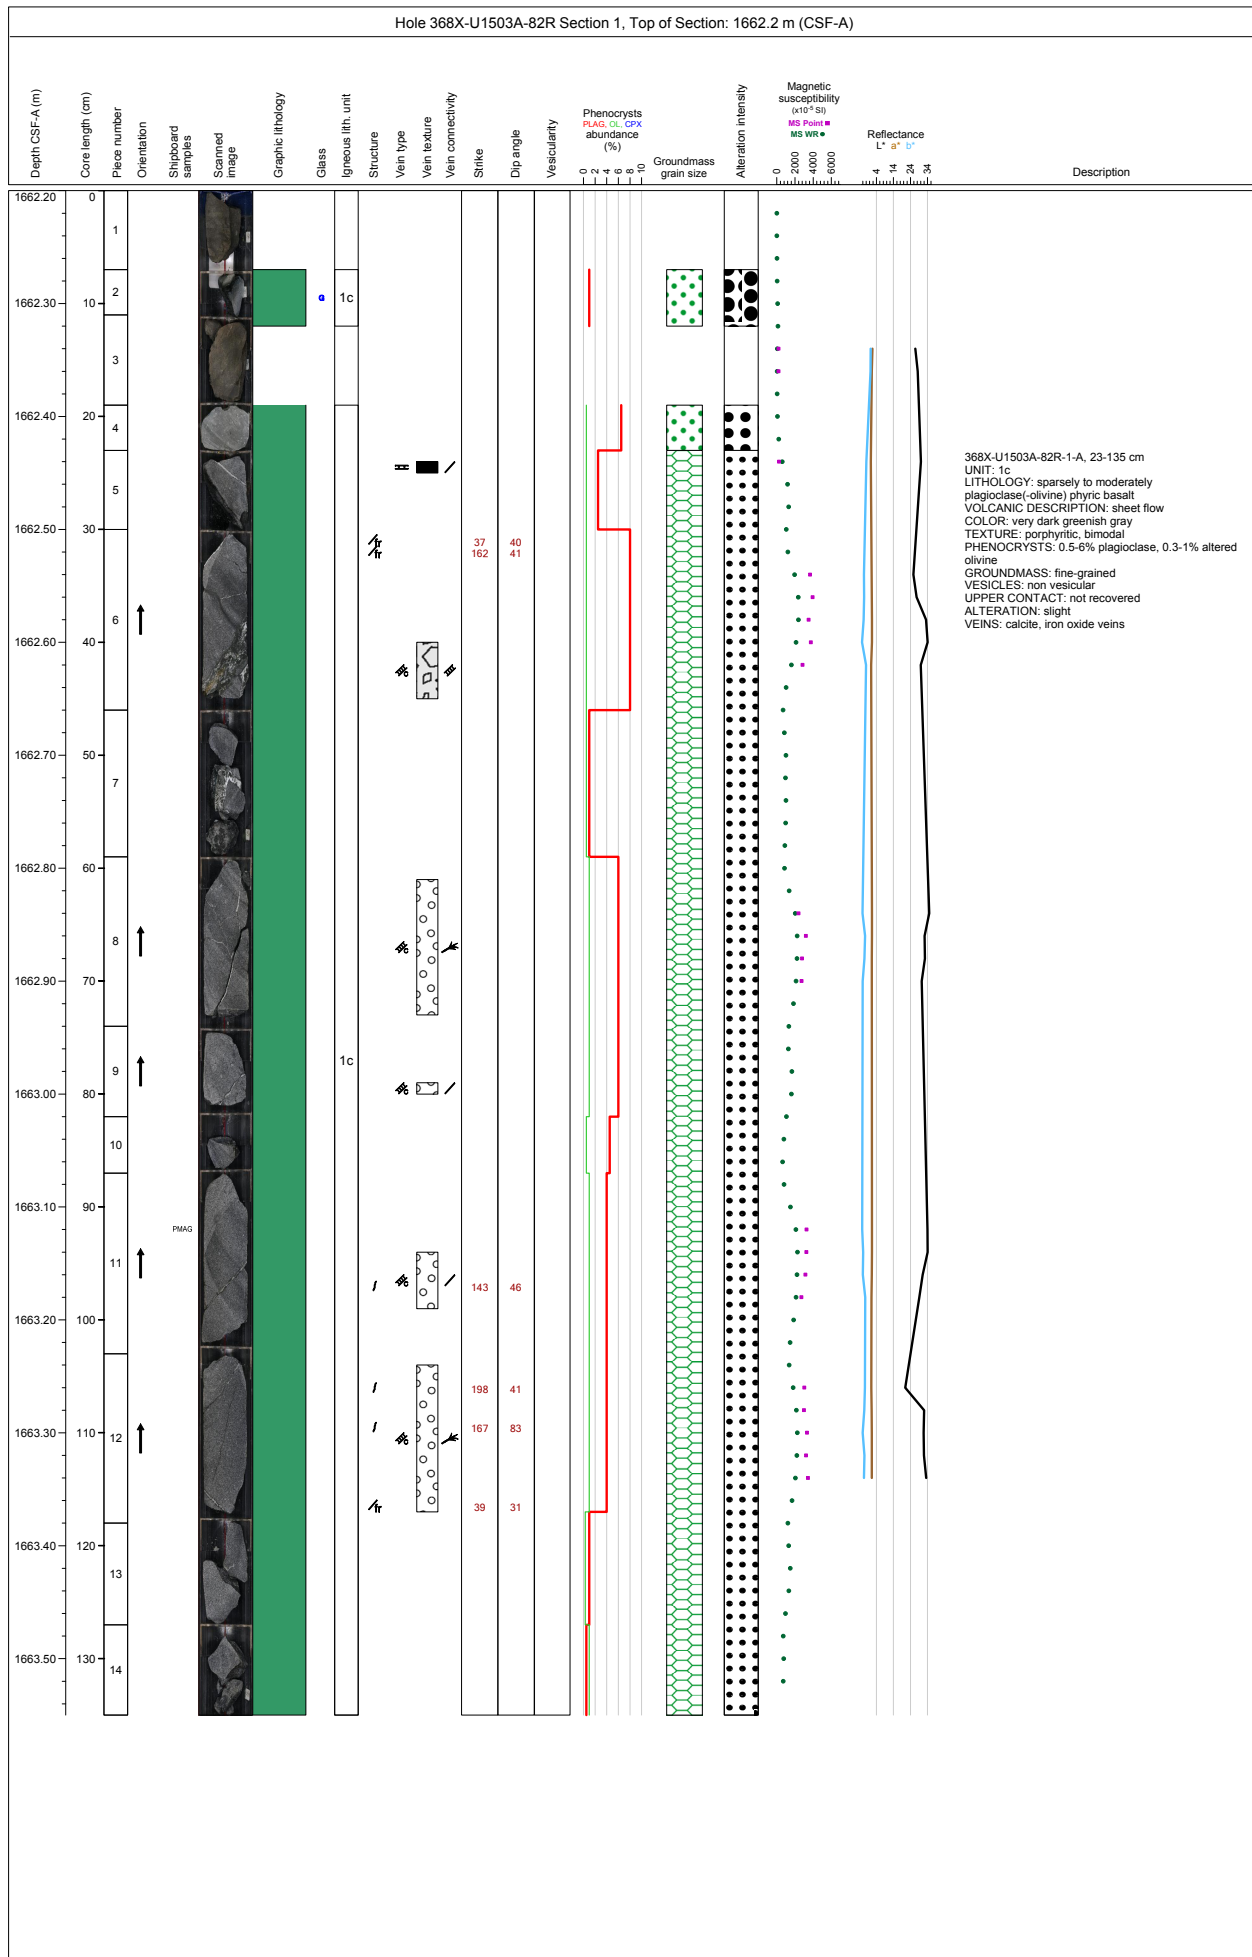 Hole 368X-U1503A-82R Section 1, Top of Section: 1662.2 m (CSF-A)
Depth CSF-A (m)
Core length (cm)
Piece number
Orientation
Shipboard
samples
Scanned
image
Graphic lithology
Glass
Igneous lith. unit
Structure
Vein type
Vein texture
Vein connectivity
Strike
Dip angle
Vesicularity
Phenocrysts
PLAG, OL, CPX
abundance
(%)
0 2 4 6 8 10
Groundmass
grain size
Alteration intensity
Magnetic
susceptibility
(x10-5 SI)
MS Point
MS WR
0 2000 4000 6000
Reflectance
L* a* b*
4 14 24 34
Description
1662.20 0
1
2
1662.30 10
G
1c
3
1662.40 20
4
5
1662.50 30
fr 37 40
fr 162 41
6
1662.60 40
c
1662.70 50
7
1662.80 60
8
c
1662.90 70
9
1c
1663.00 80
c
10
1663.10 90
PMAG
11
c
143 46
1663.20 100
198 41
12
167 83
1663.30 110
c
fr 39 31
1663.40 120
13
1663.50 130
14
368X-U1503A-82R-1-A, 23-135 cm
UNIT: 1c
LITHOLOGY: sparsely to moderately
plagioclase(-olivine) phyric basalt
VOLCANIC DESCRIPTION: sheet flow
COLOR: very dark greenish gray
TEXTURE: porphyritic, bimodal
PHENOCRYSTS: 0.5-6% plagioclase, 0.3-1% altered
olivine
GROUNDMASS: fine-grained
VESICLES: non vesicular
UPPER CONTACT: not recovered
ALTERATION: slight
VEINS: calcite, iron oxide veins